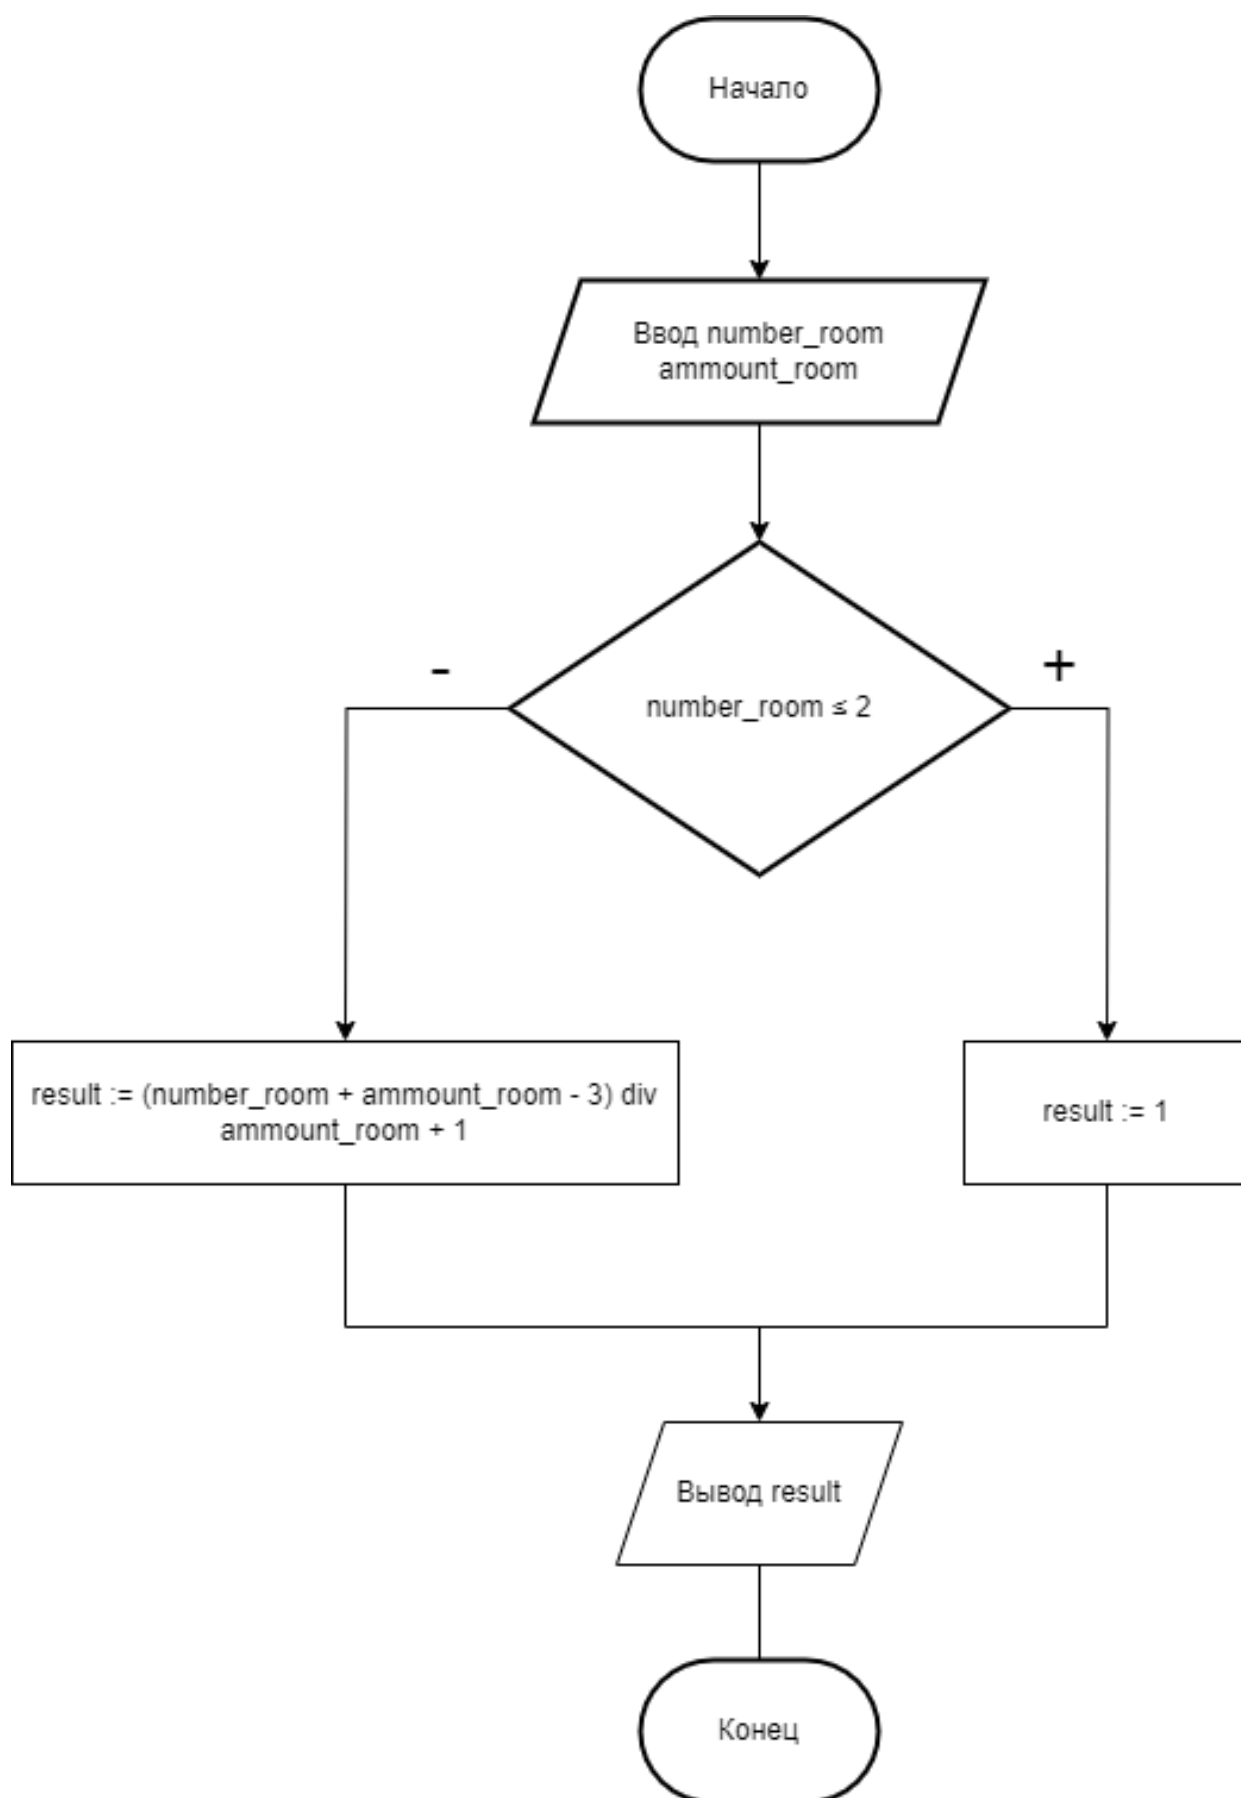 Начало
Ввод number_room
ammount_room
-
+
number_room ≤ 2
result := (number_room + ammount_room - 3) div
ammount_room + 1
result := 1
Вывод result
Конец